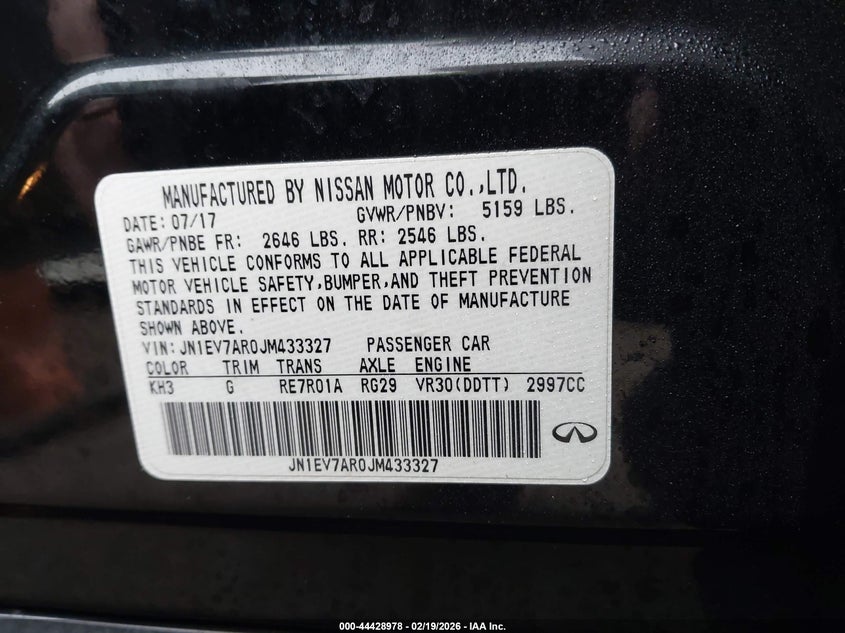 MANUFACTURED BY NISSAN MOTOR CO.,LTD.
DATE: 07/17 GVWR/PNBV: 5159 LBS.
GAWR/PNBE FR: 2646 LBS. RR: 2546 LBS.
THIS VEHICLE CONFORMS TO ALL APPLICABLE FEDERAL
MOTOR VEHICLE SAFETY,BUMPER,AND THEFT PREVENTION
STANDARDS IN EFFECT ON THE DATE OF MANUFACTURE
SHOWN ABOVE.
VIN: JN1EV7AR0JM433327 PASSENGER CAR
COLOR TRIM TRANS AXLE ENGINE
KH3 G RE7R01A RG29 VR30(DDTT) 2997CC
JN1EV7AR0JM433327
000-44428978 - 02/19/2026 - IAA Inc.